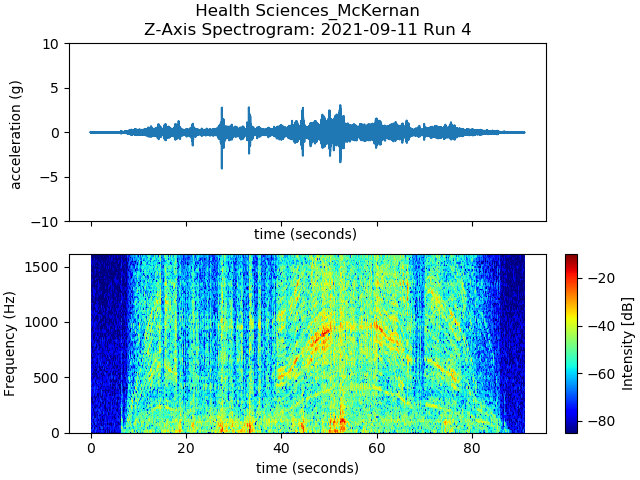 Health Sciences_McKernan
Z-Axis Spectrogram: 2021-09-11 Run 4
10
5
0
−5
−10
acceleration (g)
time (seconds)
1500
1000
500
0
Frequency (Hz)
0 20 40 60 80
time (seconds)
−20
−40
−60
−80
Intensity [dB]